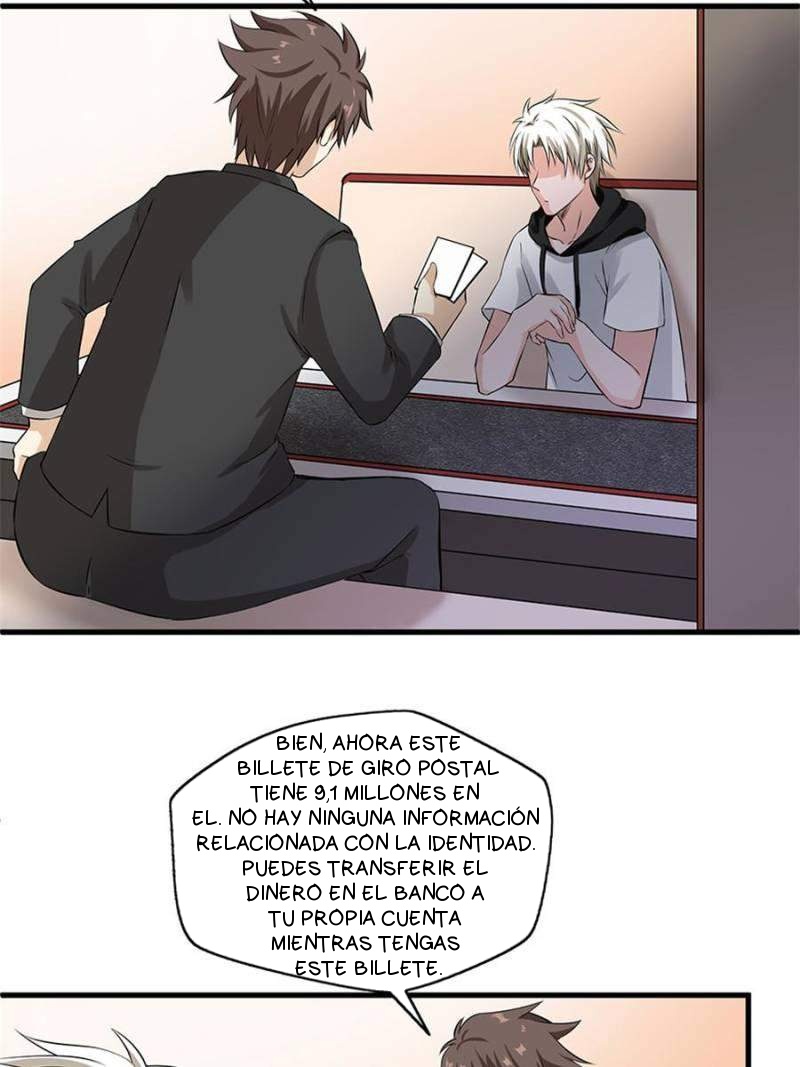 BIEN, AHORA ESTE
BILLETE DE GIRO POSTAL
TIENE 9,1 MILLONES EN
EL. NO HAY NINGUNA INFORMACIÓN
RELACIONADA CON LA IDENTIDAD.
PUEDES TRANSFERIR EL
DINERO EN EL BANCO A
TU PROPIA CUENTA
MIENTRAS TENGAS
ESTE BILLETE.